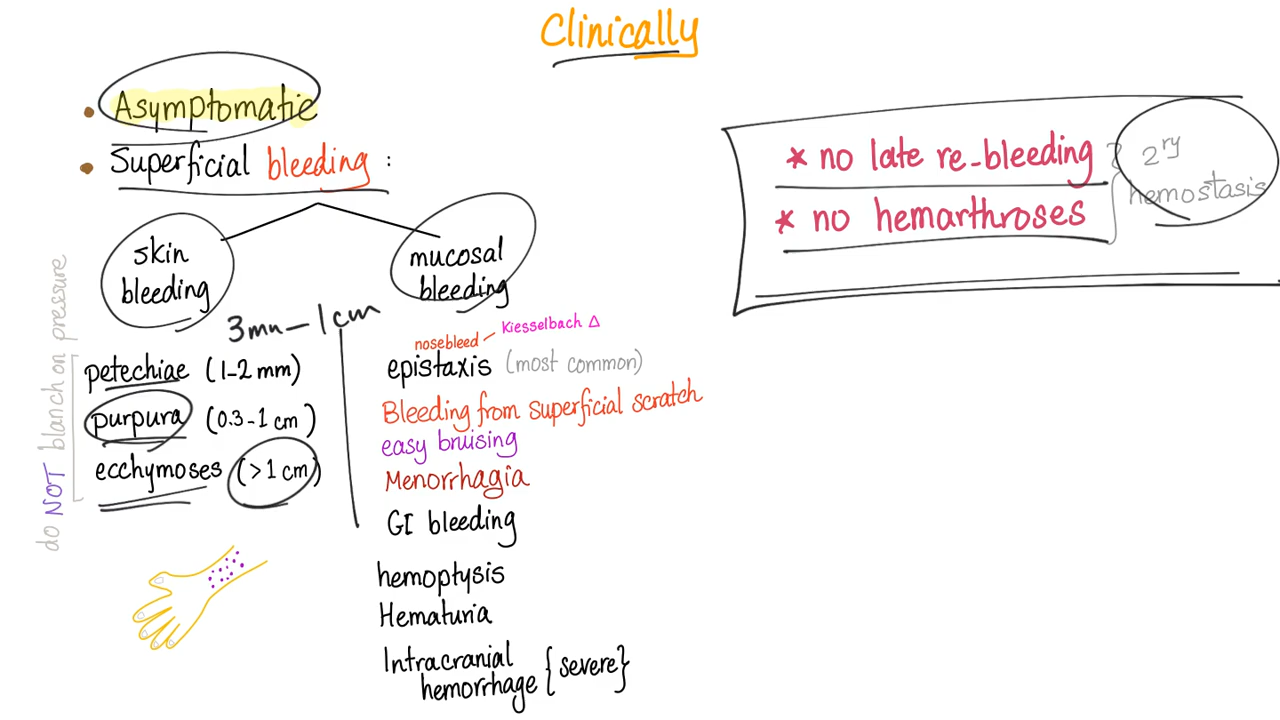 Clinically
• Asymptomatic
• Superficial bleeding :
skin
bleeding
mucosal
bleeding
3mm - 1cm
do NOT blanch on pressure
petechiae (1-2 mm)
purpura (0.3-1 cm)
ecchymoses (>1 cm)
nosebleed - Kiesselbach Δ
epistaxis (most common)
Bleeding from superficial scratch
easy bruising
Menorrhagia
GI bleeding
hemoptysis
Hematuria
Intracranial
hemorrhage {severe}
* no late re-bleeding
* no hemarthroses
2ry
hemostasis